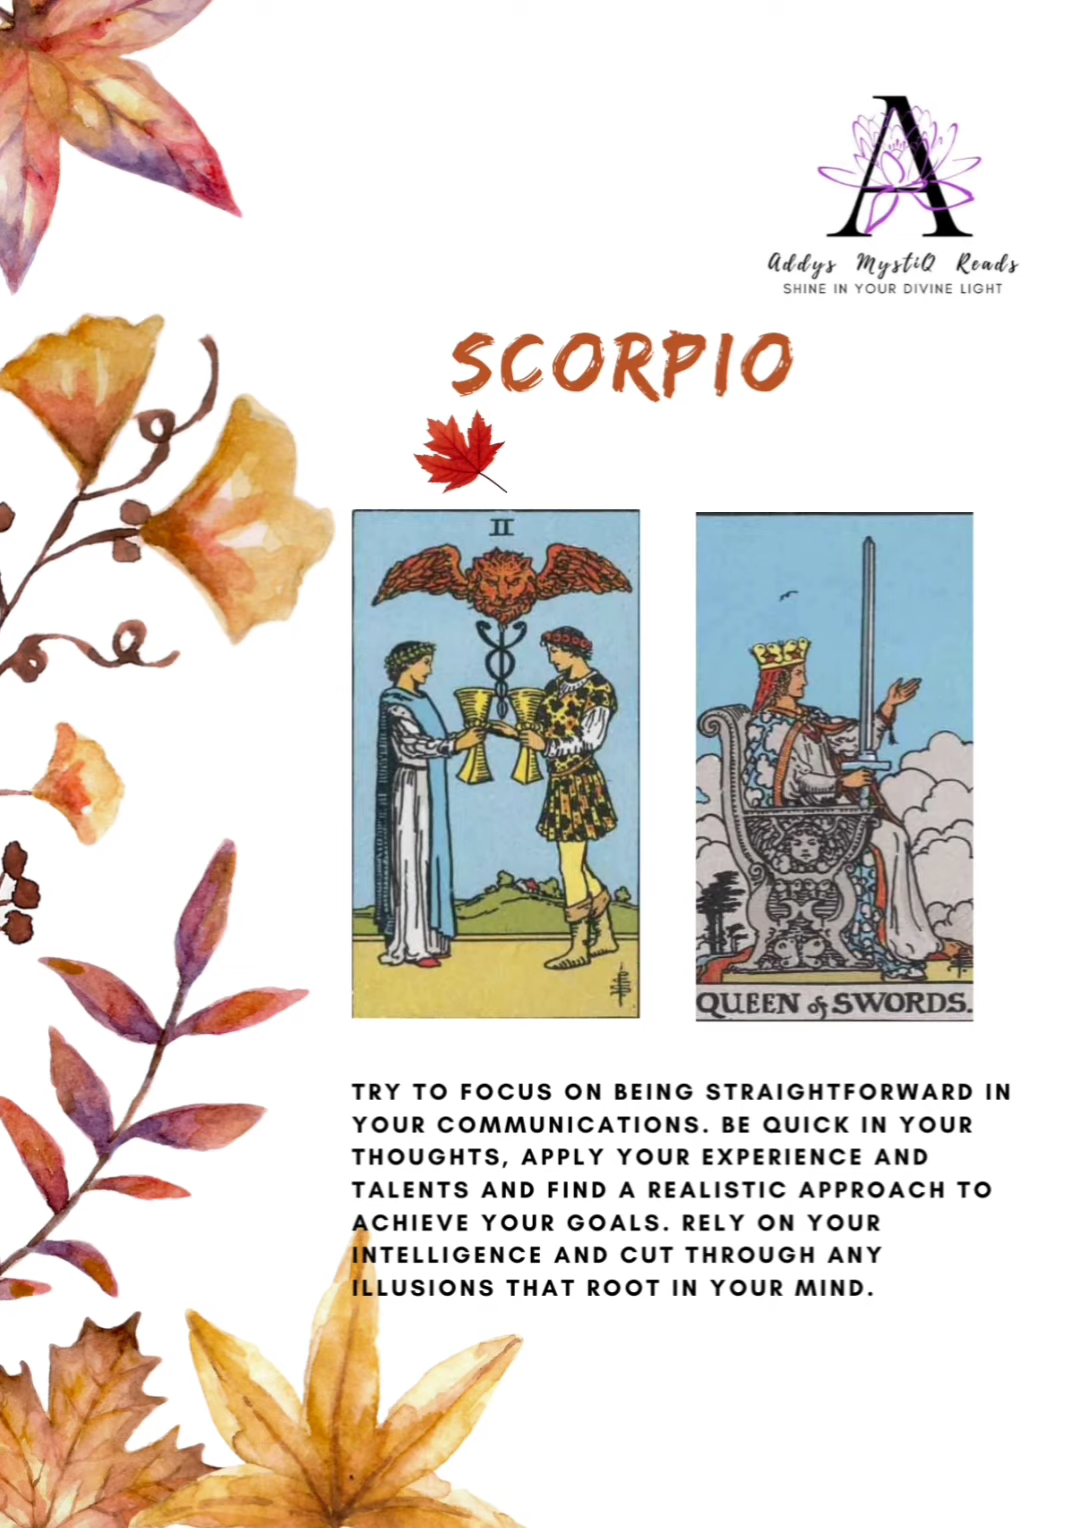 A
Addys MystiQ Reads
SHINE IN YOUR DIVINE LIGHT
SCORPIO
II
QUEEN of SWORDS.
TRY TO FOCUS ON BEING STRAIGHTFORWARD IN
YOUR COMMUNICATIONS. BE QUICK IN YOUR
THOUGHTS, APPLY YOUR EXPERIENCE AND
TALENTS AND FIND A REALISTIC APPROACH TO
ACHIEVE YOUR GOALS. RELY ON YOUR
INTELLIGENCE AND CUT THROUGH ANY
ILLUSIONS THAT ROOT IN YOUR MIND.